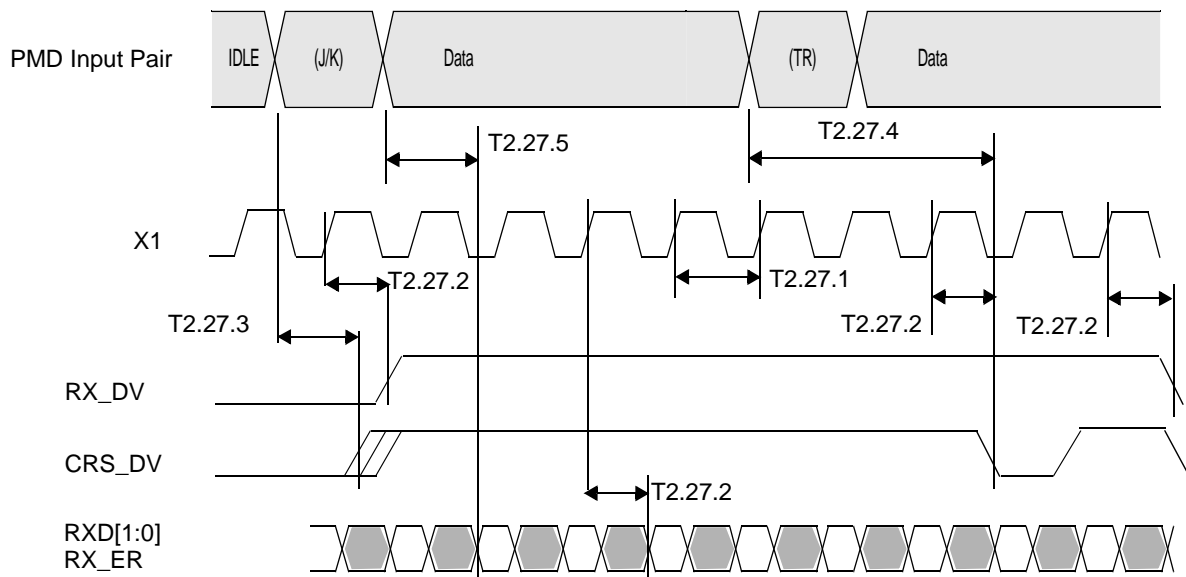 PMD Input Pair
IDLE (J/K) Data (TR) Data
T2.27.5
T2.27.4
X1
T2.27.2
T2.27.1
T2.27.3
T2.27.2
T2.27.2
RX_DV
CRS_DV
T2.27.2
RXD[1:0]
RX_ER